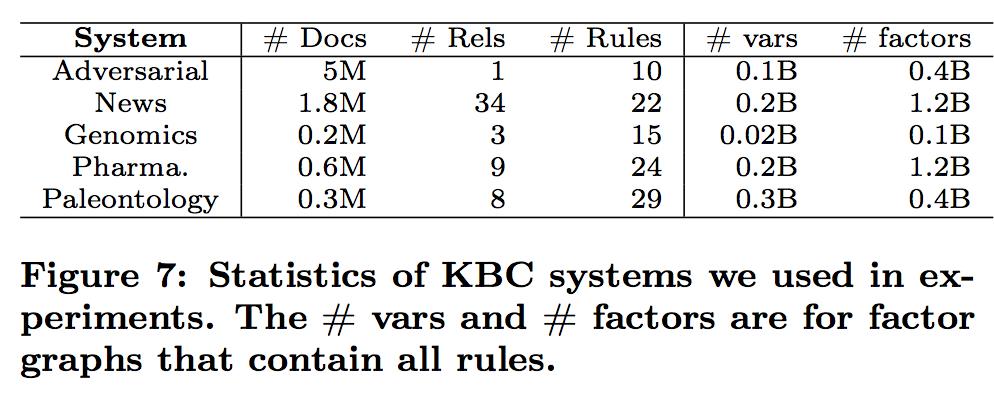 System # Docs # Rels # Rules # vars # factors
Adversarial 5M 1 10 0.1B 0.4B
News 1.8M 34 22 0.2B 1.2B
Genomics 0.2M 3 15 0.02B 0.1B
Pharma. 0.6M 9 24 0.2B 1.2B
Paleontology 0.3M 8 29 0.3B 0.4B
Figure 7: Statistics of KBC systems we used in ex-
periments. The # vars and # factors are for factor
graphs that contain all rules.